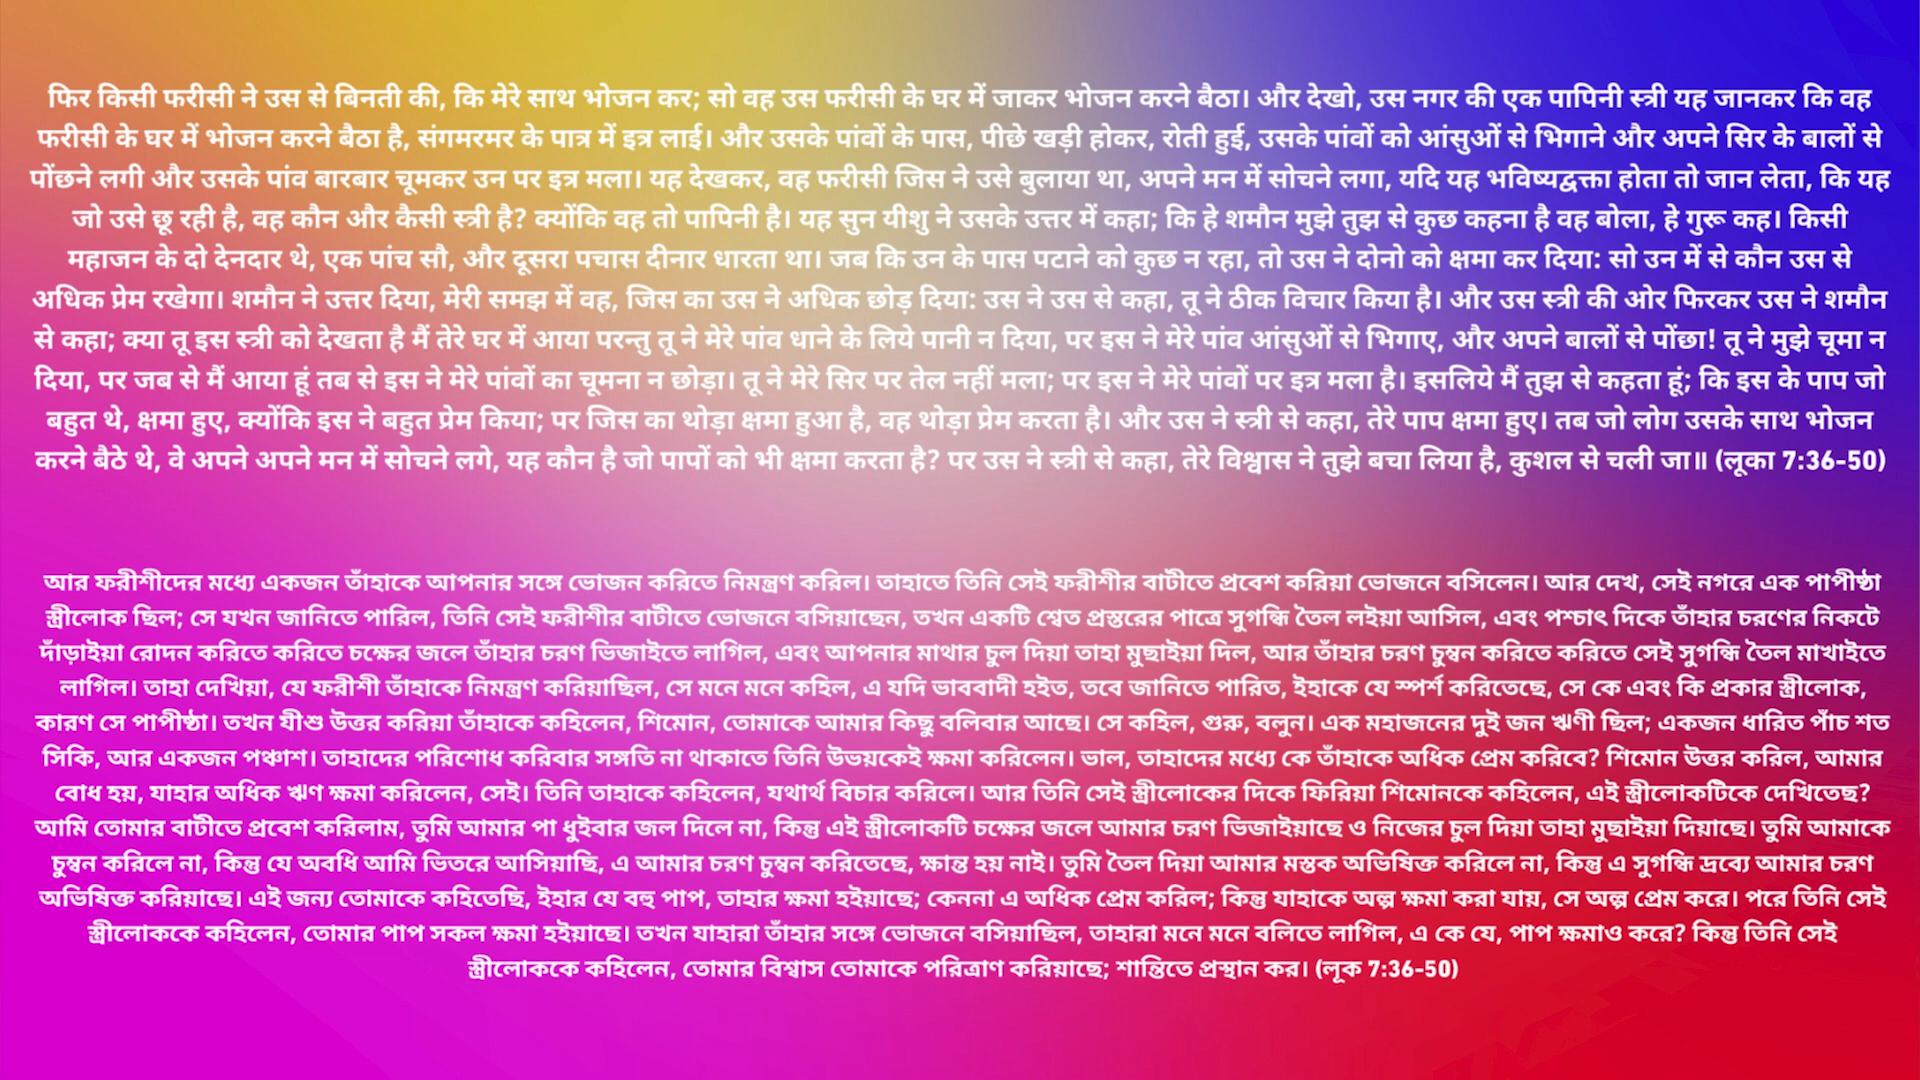 फिर किसी फरीसी ने उस से बिनती की, कि मेरे साथ भोजन कर; सो वह उस फरीसी के घर में जाकर भोजन करने बैठा। और देखो, उस नगर की एक पापिनी स्त्री यह जानकर कि वह
फरीसी के घर में भोजन करने बैठा है, संगमरमर के पात्र में इत्र लाई। और उसके पांवों के पास, पीछे खड़ी होकर, रोती हुई, उसके पांवों को आंसुओं से भिगाने और अपने सिर के बालों से
पोंछने लगी और उसके पांव बारबार चूमकर उन पर इत्र मला। यह देखकर, वह फरीसी जिस ने उसे बुलाया था, अपने मन में सोचने लगा, यदि यह भविष्यद्वक्ता होता तो जान लेता, कि यह
जो उसे छू रही है, वह कौन और कैसी स्त्री है? क्योंकि वह तो पापिनी है। यह सुन यीशु ने उसके उत्तर में कहा; कि हे शमौन मुझे तुझ से कुछ कहना है वह बोला, हे गुरू कह। किसी
महाजन के दो देनदार थे, एक पांच सौ, और दूसरा पचास दीनार धारता था। जब कि उन के पास पटाने को कुछ न रहा, तो उस ने दोनो को क्षमा कर दिया: सो उन में से कौन उस से
अधिक प्रेम रखेगा। शमौन ने उत्तर दिया, मेरी समझ में वह, जिस का उस ने अधिक छोड़ दिया: उस ने उस से कहा, तू ने ठीक विचार किया है। और उस स्त्री की ओर फिरकर उस ने शमौन
से कहा; क्या तू इस स्त्री को देखता है मैं तेरे घर में आया परन्तु तू ने मेरे पांव धाने के लिये पानी न दिया, पर इस ने मेरे पांव आंसुओं से भिगाए, और अपने बालों से पोंछा! तू ने मुझे चूमा न
दिया, पर जब से मैं आया हूं तब से इस ने मेरे पांवों का चूमना न छोड़ा। तू ने मेरे सिर पर तेल नहीं मला; पर इस ने मेरे पांवों पर इत्र मला है। इसलिये मैं तुझ से कहता हूं; कि इस के पाप जो
बहुत थे, क्षमा हुए, क्योंकि इस ने बहुत प्रेम किया; पर जिस का थोड़ा क्षमा हुआ है, वह थोड़ा प्रेम करता है। और उस ने स्त्री से कहा, तेरे पाप क्षमा हुए। तब जो लोग उसके साथ भोजन
करने बैठे थे, वे अपने अपने मन में सोचने लगे, यह कौन है जो पापों को भी क्षमा करता है? पर उस ने स्त्री से कहा, तेरे विश्वास ने तुझे बचा लिया है, कुशल से चली जा॥ (लूका 7:36-50)
আর ফরীশীদের মধ্যে একজন তাঁহাকে আপনার সঙ্গে ভোজন করিতে নিমন্ত্রণ করিল। তাহাতে তিনি সেই ফরীশীর বাটীতে প্রবেশ করিয়া ভোজনে বসিলেন। আর দেখ, সেই নগরে এক পাপীষ্ঠা
স্ত্রীলোক ছিল; সে যখন জানিতে পারিল, তিনি সেই ফরীশীর বাটীতে ভোজনে বসিয়াছেন, তখন একটি শ্বেত প্রস্তরের পাত্রে সুগন্ধি তৈল লইয়া আসিল, এবং পশ্চাৎ দিকে তাঁহার চরণের নিকটে
দাঁড়াইয়া রোদন করিতে করিতে চক্ষের জলে তাঁহার চরণ ভিজাইতে লাগিল, এবং আপনার মাথার চুল দিয়া তাহা মুছাইয়া দিল, আর তাঁহার চরণ চুম্বন করিতে করিতে সেই সুগন্ধি তৈল মাখাইতে
লাগিল। তাহা দেখিয়া, যে ফরীশী তাঁহাকে নিমন্ত্রণ করিয়াছিল, সে মনে মনে কহিল, এ যদি ভাববাদী হইত, তবে জানিতে পারিত, ইহাকে যে স্পর্শ করিতেছে, সে কে এবং কি প্রকার স্ত্রীলোক,
কারণ সে পাপীষ্ঠা। তখন যীশু উত্তর করিয়া তাঁহাকে কহিলেন, শিমোন, তোমাকে আমার কিছু বলিবার আছে। সে কহিল, গুরু, বলুন। এক মহাজনের দুই জন ঋণী ছিল; একজন ধারিত পাঁচ শত
সিকি, আর একজন পঞ্চাশ। তাহাদের পরিশোধ করিবার সঙ্গতি না থাকাতে তিনি উভয়কেই ক্ষমা করিলেন। ভাল, তাহাদের মধ্যে কে তাঁহাকে অধিক প্রেম করিবে? শিমোন উত্তর করিল, আমার
বোধ হয়, যাহার অধিক ঋণ ক্ষমা করিলেন, সেই। তিনি তাহাকে কহিলেন, যথার্থ বিচার করিলে। আর তিনি সেই স্ত্রীলোকের দিকে ফিরিয়া শিমোনকে কহিলেন, এই স্ত্রীলোকটিকে দেখিতেছ?
আমি তোমার বাটীতে প্রবেশ করিলাম, তুমি আমার পা ধুইবার জল দিলে না, কিন্তু এই স্ত্রীলোকটি চক্ষের জলে আমার চরণ ভিজাইয়াছে ও নিজের চুল দিয়া তাহা মুছাইয়া দিয়াছে। তুমি আমাকে
চুম্বন করিলে না, কিন্তু যে অবধি আমি ভিতরে আসিয়াছি, এ আমার চরণ চুম্বন করিতেছে, ক্ষান্ত হয় নাই। তুমি তৈল দিয়া আমার মস্তক অভিষিক্ত করিলে না, কিন্তু এ সুগন্ধি দ্রব্যে আমার চরণ
অভিষিক্ত করিয়াছে। এই জন্য তোমাকে কহিতেছি, ইহার যে বহু পাপ, তাহার ক্ষমা হইয়াছে; কেননা এ অধিক প্রেম করিল; কিন্তু যাহাকে অল্প ক্ষমা করা যায়, সে অল্প প্রেম করে। পরে তিনি সেই
স্ত্রীলোককে কহিলেন, তোমার পাপ সকল ক্ষমা হইয়াছে। তখন যাহারা তাঁহার সঙ্গে ভোজনে বসিয়াছিল, তাহারা মনে মনে বলিতে লাগিল, এ কে যে, পাপ ক্ষমাও করে? কিন্তু তিনি সেই
স্ত্রীলোককে কহিলেন, তোমার বিশ্বাস তোমাকে পরিত্রাণ করিয়াছে; শান্তিতে প্রস্থান কর। (লূক 7:36-50)